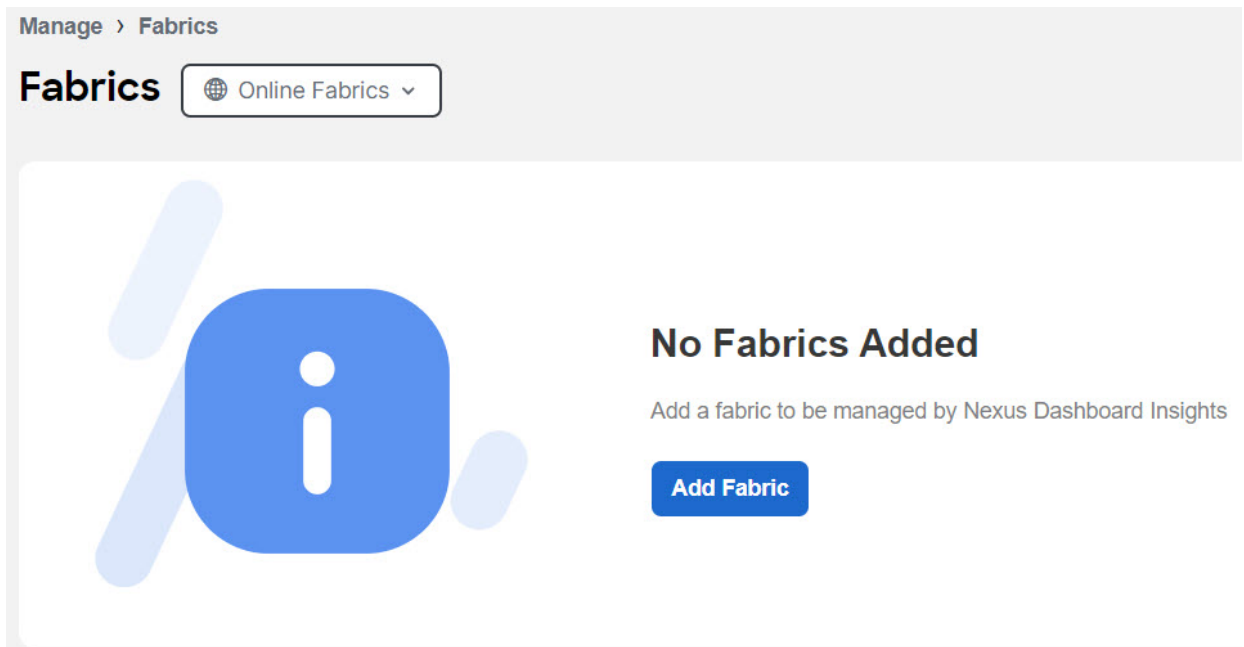 Manage › Fabrics
Fabrics Online Fabrics
No Fabrics Added
Add a fabric to be managed by Nexus Dashboard Insights
Add Fabric